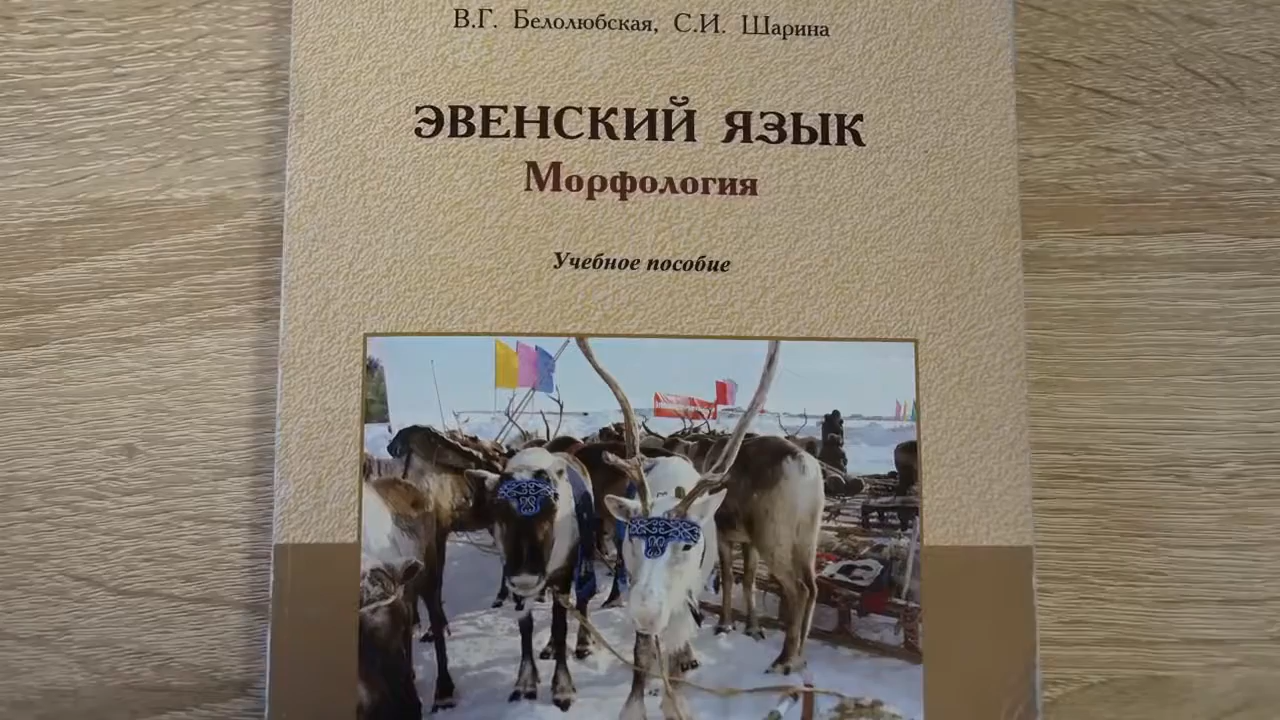 В.Г. Белолюбская, С.И. Шарина
ЭВЕНСКИЙ ЯЗЫК
Морфология
Учебное пособие